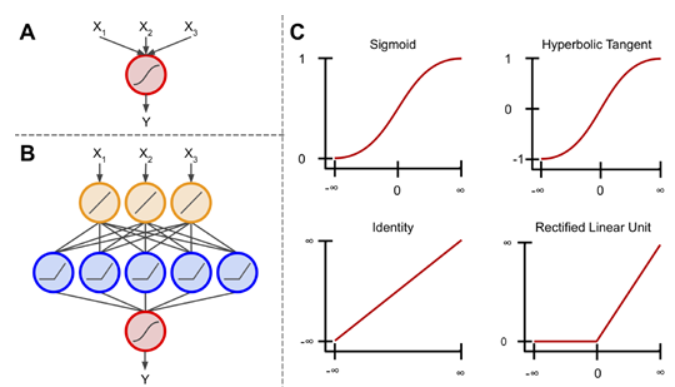 A
X1 X2 X3
Y
B
X1 X2 X3
Y
C
Sigmoid
1
0
-∞ 0 ∞
Hyperbolic Tangent
1
0
-1
-∞ 0 ∞
Identity
∞
-∞
-∞ ∞
Rectified Linear Unit
∞
0
-∞ 0 ∞